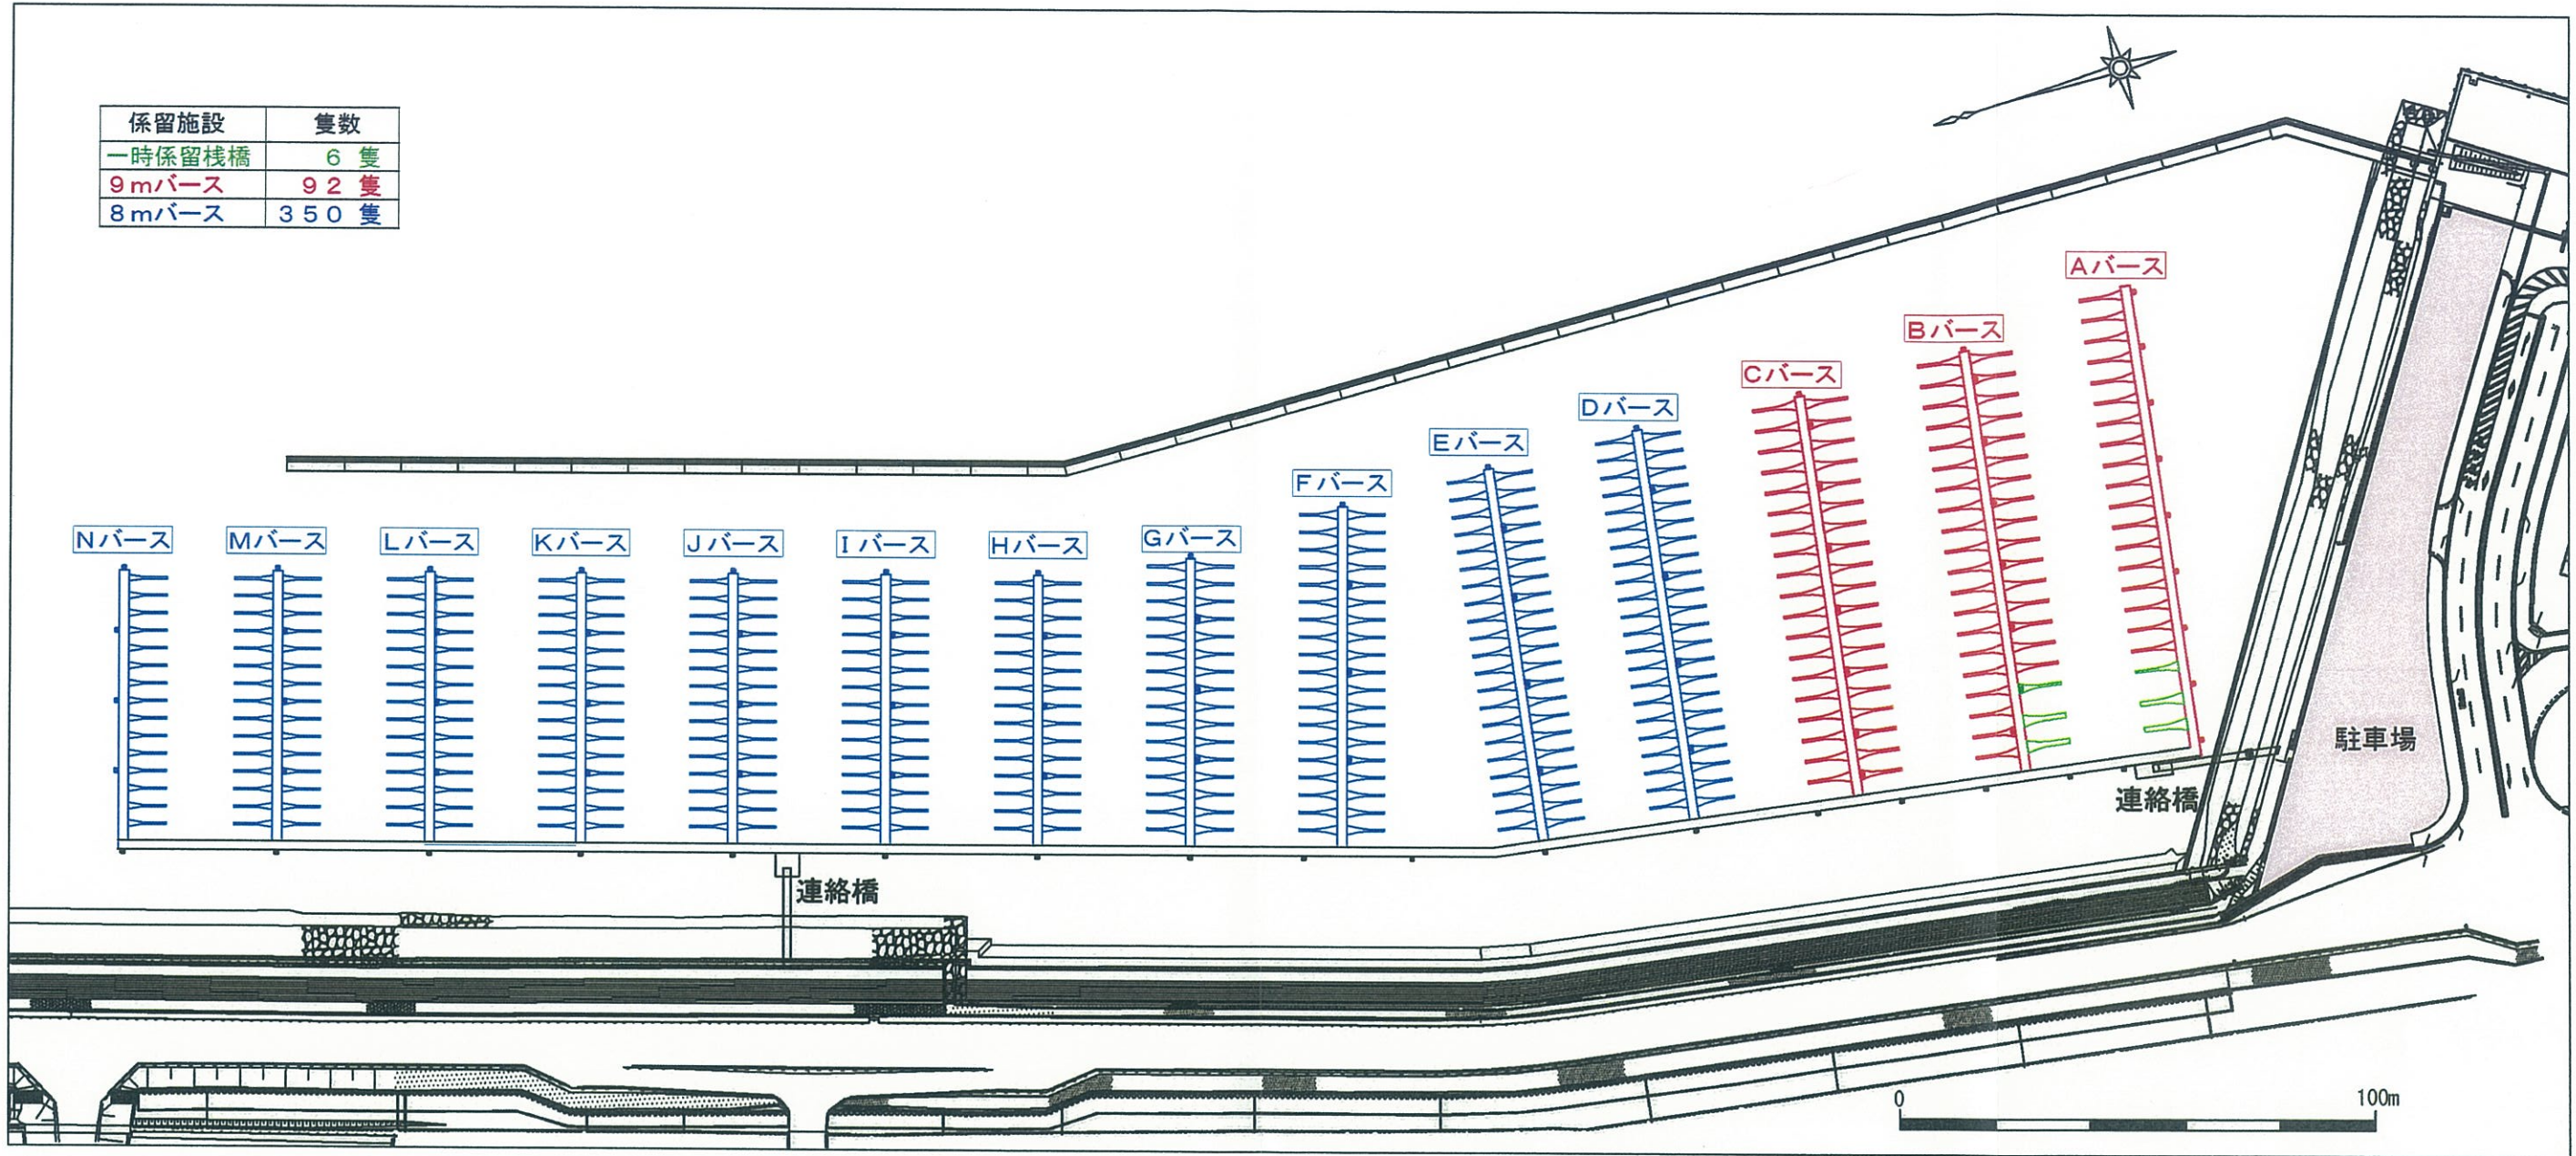 係留施設 隻数
一時係留桟橋 6 隻
9mバース 92 隻
8mバース 350 隻
Aバース
Bバース
Cバース
Dバース
Eバース
Fバース
Gバース
Hバース
Iバース
Jバース
Kバース
Lバース
Mバース
Nバース
駐車場
連絡橋
連絡橋
0 100m